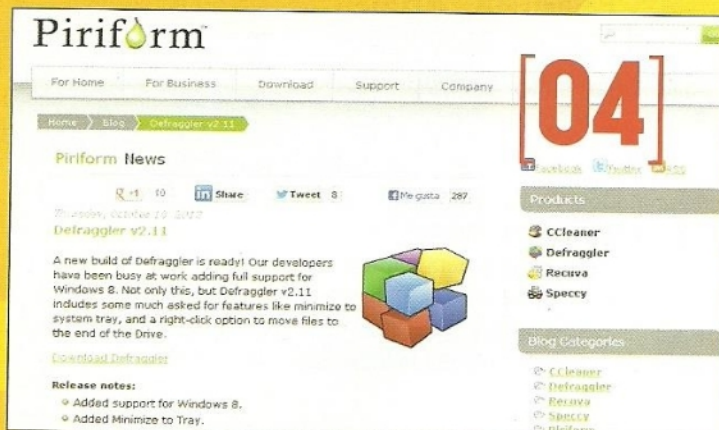 Piriform
For Home For Business Download Support Company
[04]
Home Blog Defraggler v2.11
Facebook Twitter RSS
Piriform News
+1 10 Share Tweet 8 Me gusta 287
Defraggler v2.11
A new build of Defraggler is ready! Our developers
have been busy at work adding full support for
Windows 8. Not only this, but Defraggler v2.11
includes some much asked for features like minimize to
system tray, and a right-click option to move files to
the end of the Drive.
Download Defraggler
Release notes:
Added support for Windows 8.
Added Minimize to Tray.
Products
CCleaner
Defraggler
Recuva
Speccy
Blog Categories
CCleaner
Defraggler
Recuva
Speccy
Piriform